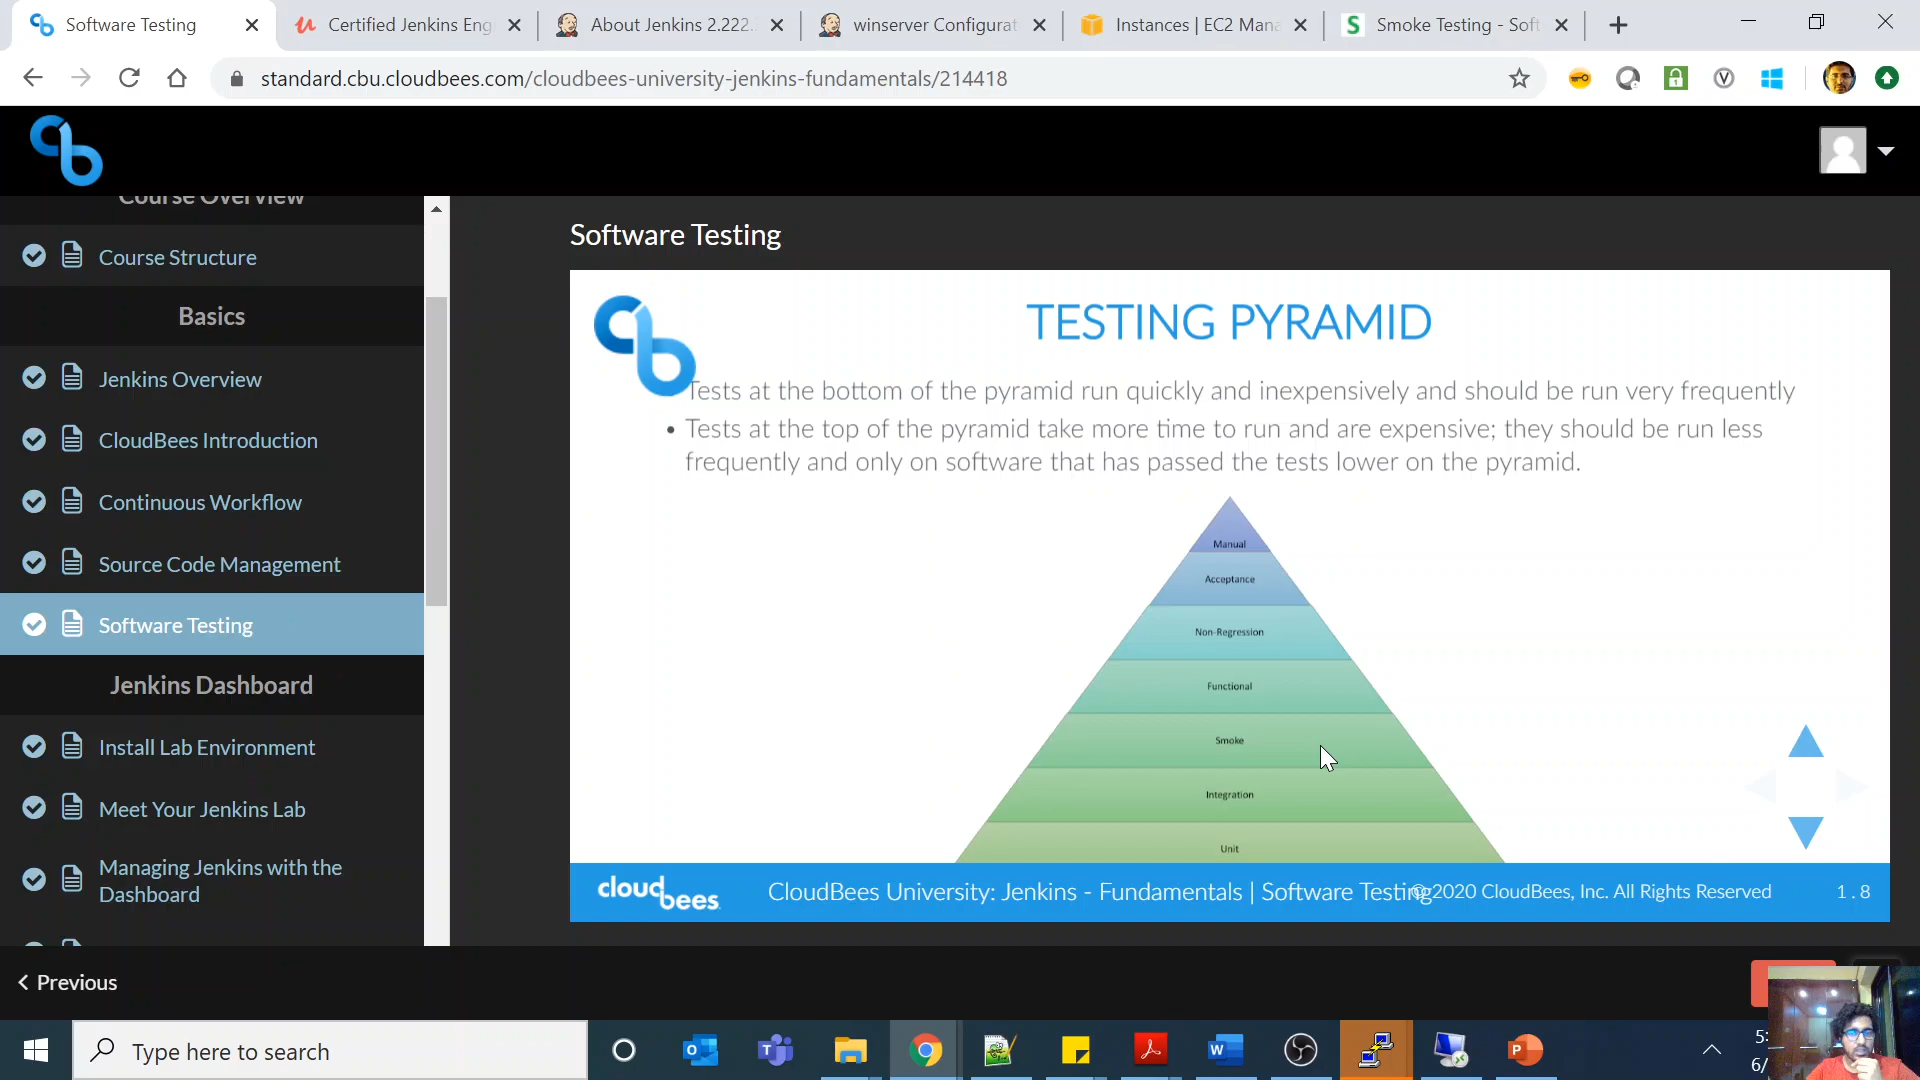 Software Testing
Certified Jenkins Eng
About Jenkins 2.222.
winserver Configurat
Instances | EC2 Mana
Smoke Testing - Soft
standard.cbu.cloudbees.com/cloudbees-university-jenkins-fundamentals/214418
Course Overview
Course Structure
Basics
Jenkins Overview
CloudBees Introduction
Continuous Workflow
Source Code Management
Software Testing
Jenkins Dashboard
Install Lab Environment
Meet Your Jenkins Lab
Managing Jenkins with the
Dashboard
Software Testing
TESTING PYRAMID
Tests at the bottom of the pyramid run quickly and inexpensively and should be run very frequently
• Tests at the top of the pyramid take more time to run and are expensive; they should be run less
frequently and only on software that has passed the tests lower on the pyramid.
Manual
Acceptance
Non-Regression
Functional
Smoke
Integration
Unit
cloudbees
CloudBees University: Jenkins - Fundamentals | Software Testing
©2020 CloudBees, Inc. All Rights Reserved
1.8
Previous
Type here to search
5:
6/